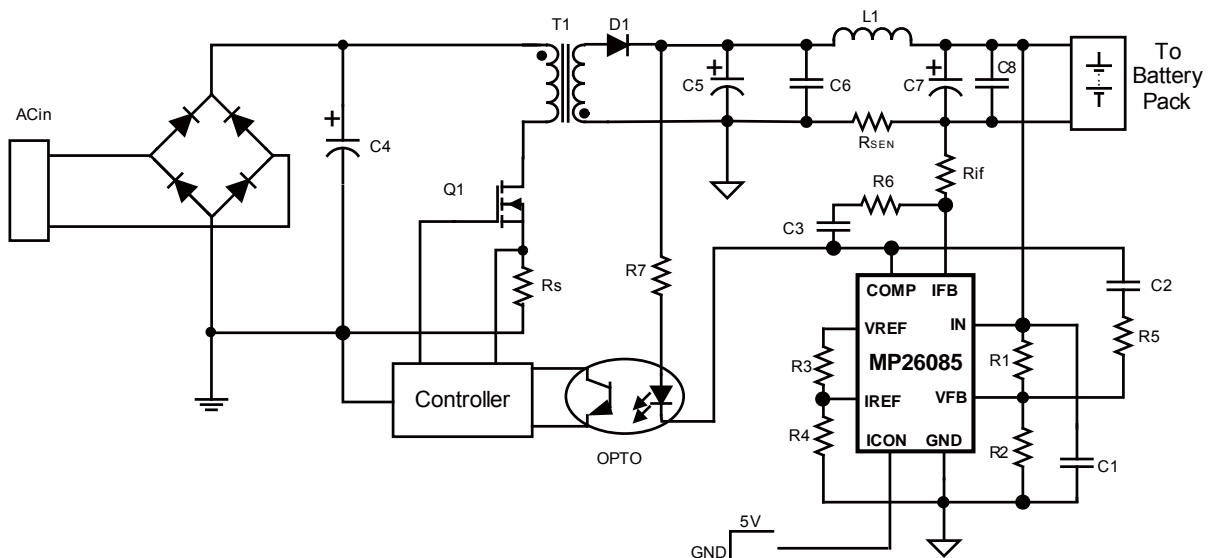 T1
D1
L1
To
Battery
Pack
ACin
+
C4
+
C5
C6
+
C7
C8
RSEN
Q1
Rs
R7
R6
Rif
C3
C2
R5
COMP
IFB
VREF
IN
MP26085
R3
R1
IREF
VFB
R4
ICON
GND
R2
C1
Controller
OPTO
5V
GND